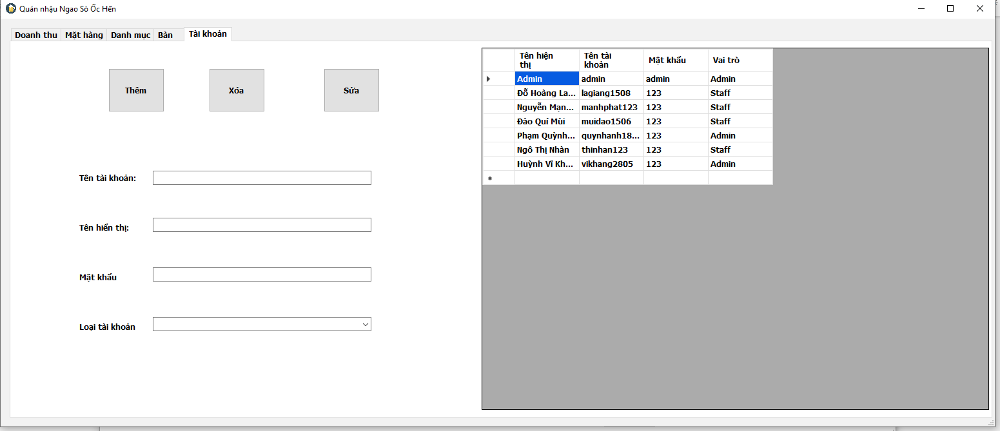 Quán nhậu Ngao Sò Ốc Hến
Doanh thu Mặt hàng Danh mục Bàn Tài khoản
Thêm Xóa Sửa
Tên tài khoản:
Tên hiển thị:
Mật khẩu
Loại tài khoản
Tên hiện thị Tên tài khoản Mật khẩu Vai trò
Admin admin admin Admin
Đỗ Hoàng La... lagiang1508 123 Staff
Nguyễn Mạn... manhphat123 123 Staff
Đào Quí Mùi muidao1506 123 Staff
Phạm Quỳnh... quynhanh18... 123 Admin
Ngô Thị Nhàn thinhan123 123 Staff
Huỳnh Vĩ Kh... vikhang2805 123 Admin